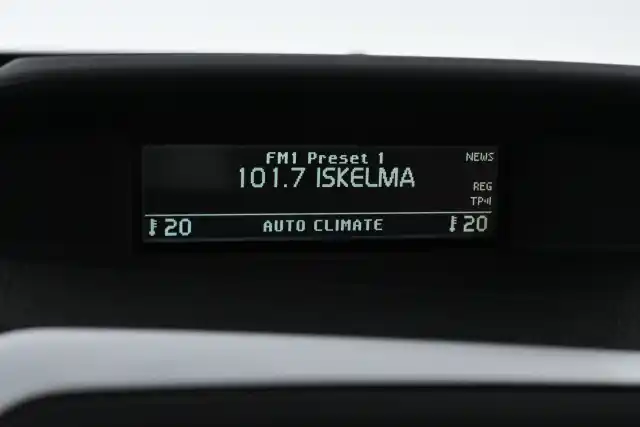 FM1 Preset 1
NEWS
101.7 ISKELMA
REG
TP
20 AUTO CLIMATE 20